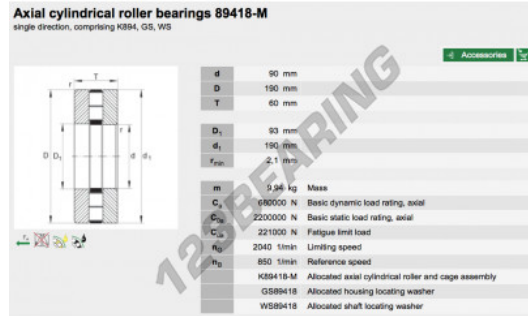 Axial cylindrical roller bearings 89418-M
single direction, comprising K894, GS, WS
Accessories
T
r
r
D D₁ d d₁
d 90 mm
D 190 mm
T 60 mm
D₁ 93 mm
d₁ 190 mm
rmin 2,1 mm
m 9,94 kg Mass
Ca 680000 N Basic dynamic load rating, axial
C0a 2200000 N Basic static load rating, axial
Cua 221000 N Fatigue limit load
nG 2040 1/min Limiting speed
nB 850 1/min Reference speed
K89418-M Allocated axial cylindrical roller and cage assembly
GS89418 Allocated housing locating washer
WS89418 Allocated shaft locating washer
123BEARING